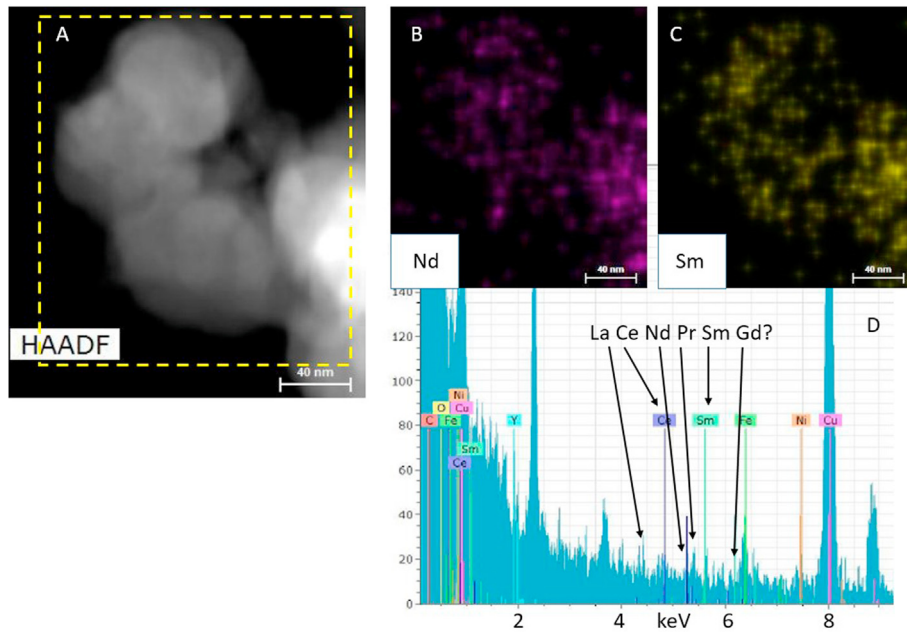 A
HAADF
40 nm
B
Nd
40 nm
C
Sm
40 nm
D
La Ce Nd Pr Sm Gd?
140
120
100
80
60
40
20
0
Ni
O Cu
C Fe Y Ce Sm Fe Ni Cu
Sm
Ce
2 4 keV 6 8